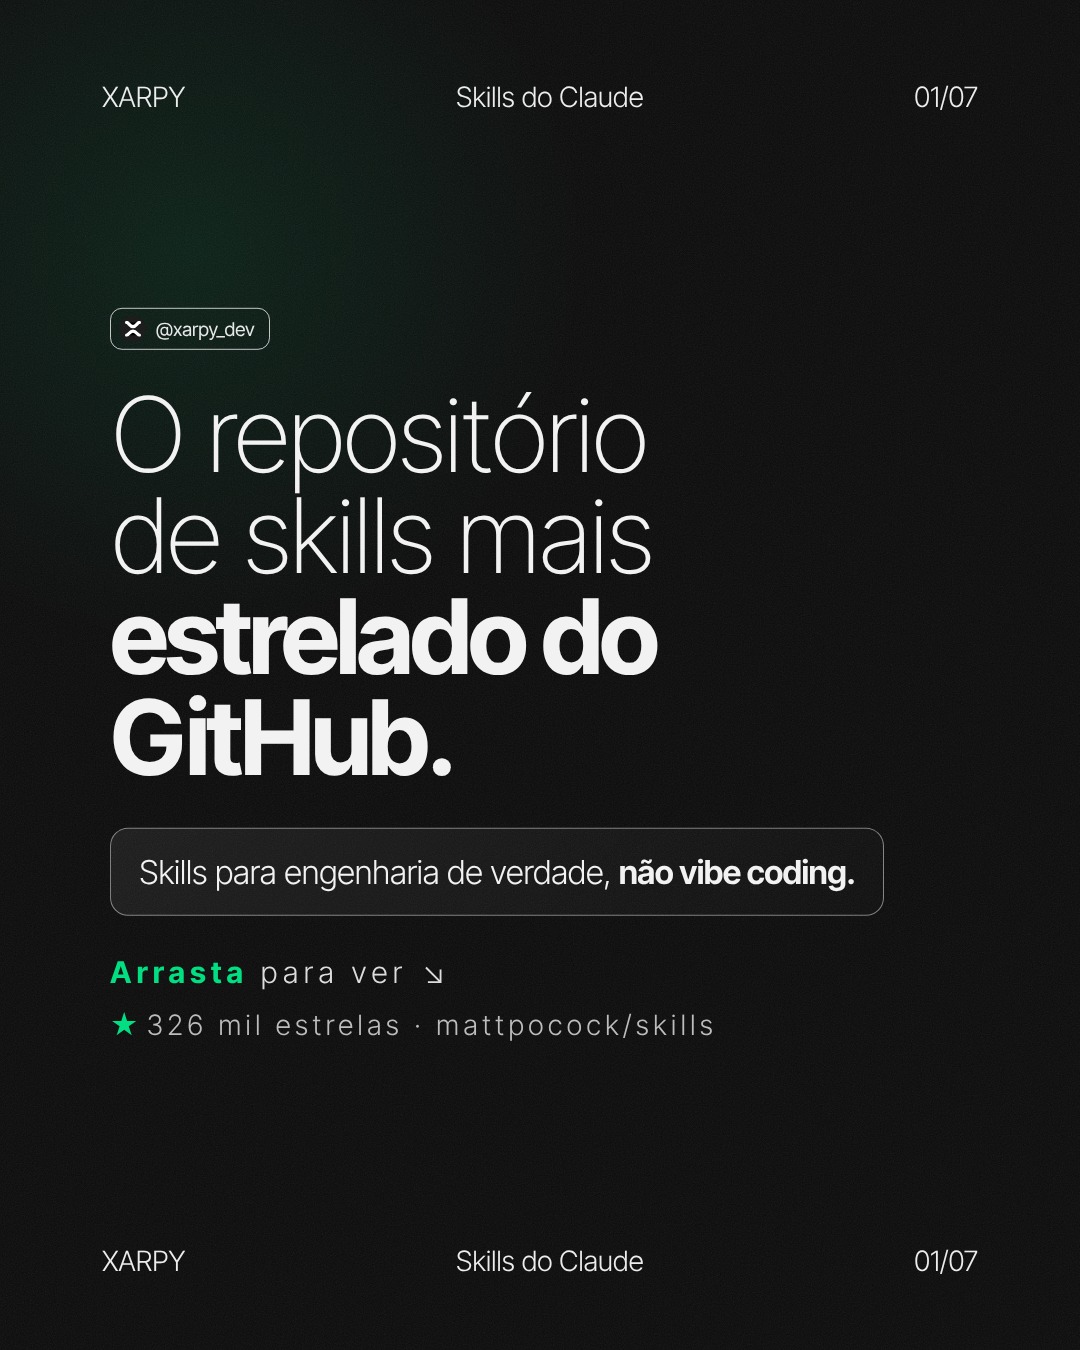 XARPY Skills do Claude 01/07
@xarpy_dev
O repositório
de skills mais
estrelado do
GitHub.
Skills para engenharia de verdade, não vibe coding.
Arrasta para ver ↘
★ 326 mil estrelas · mattpocock/skills
XARPY Skills do Claude 01/07